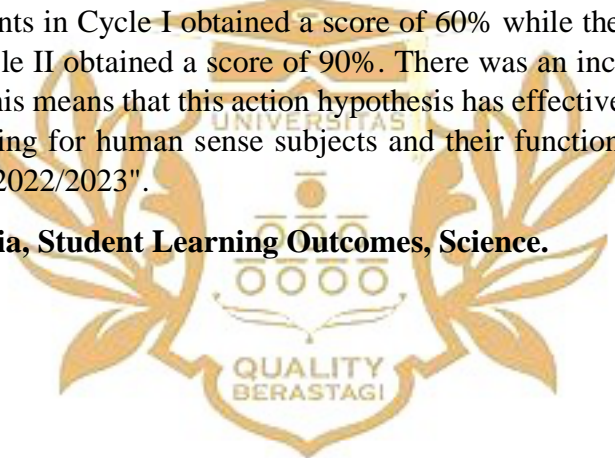 nts in Cycle I obtained a score of 60% while the
le II obtained a score of 90%. There was an inc
his means that this action hypothesis has effective
UNIVERSITAS
ing for human sense subjects and their function
2022/2023".
ia, Student Learning Outcomes, Science.
QUALITY
BERASTAGI